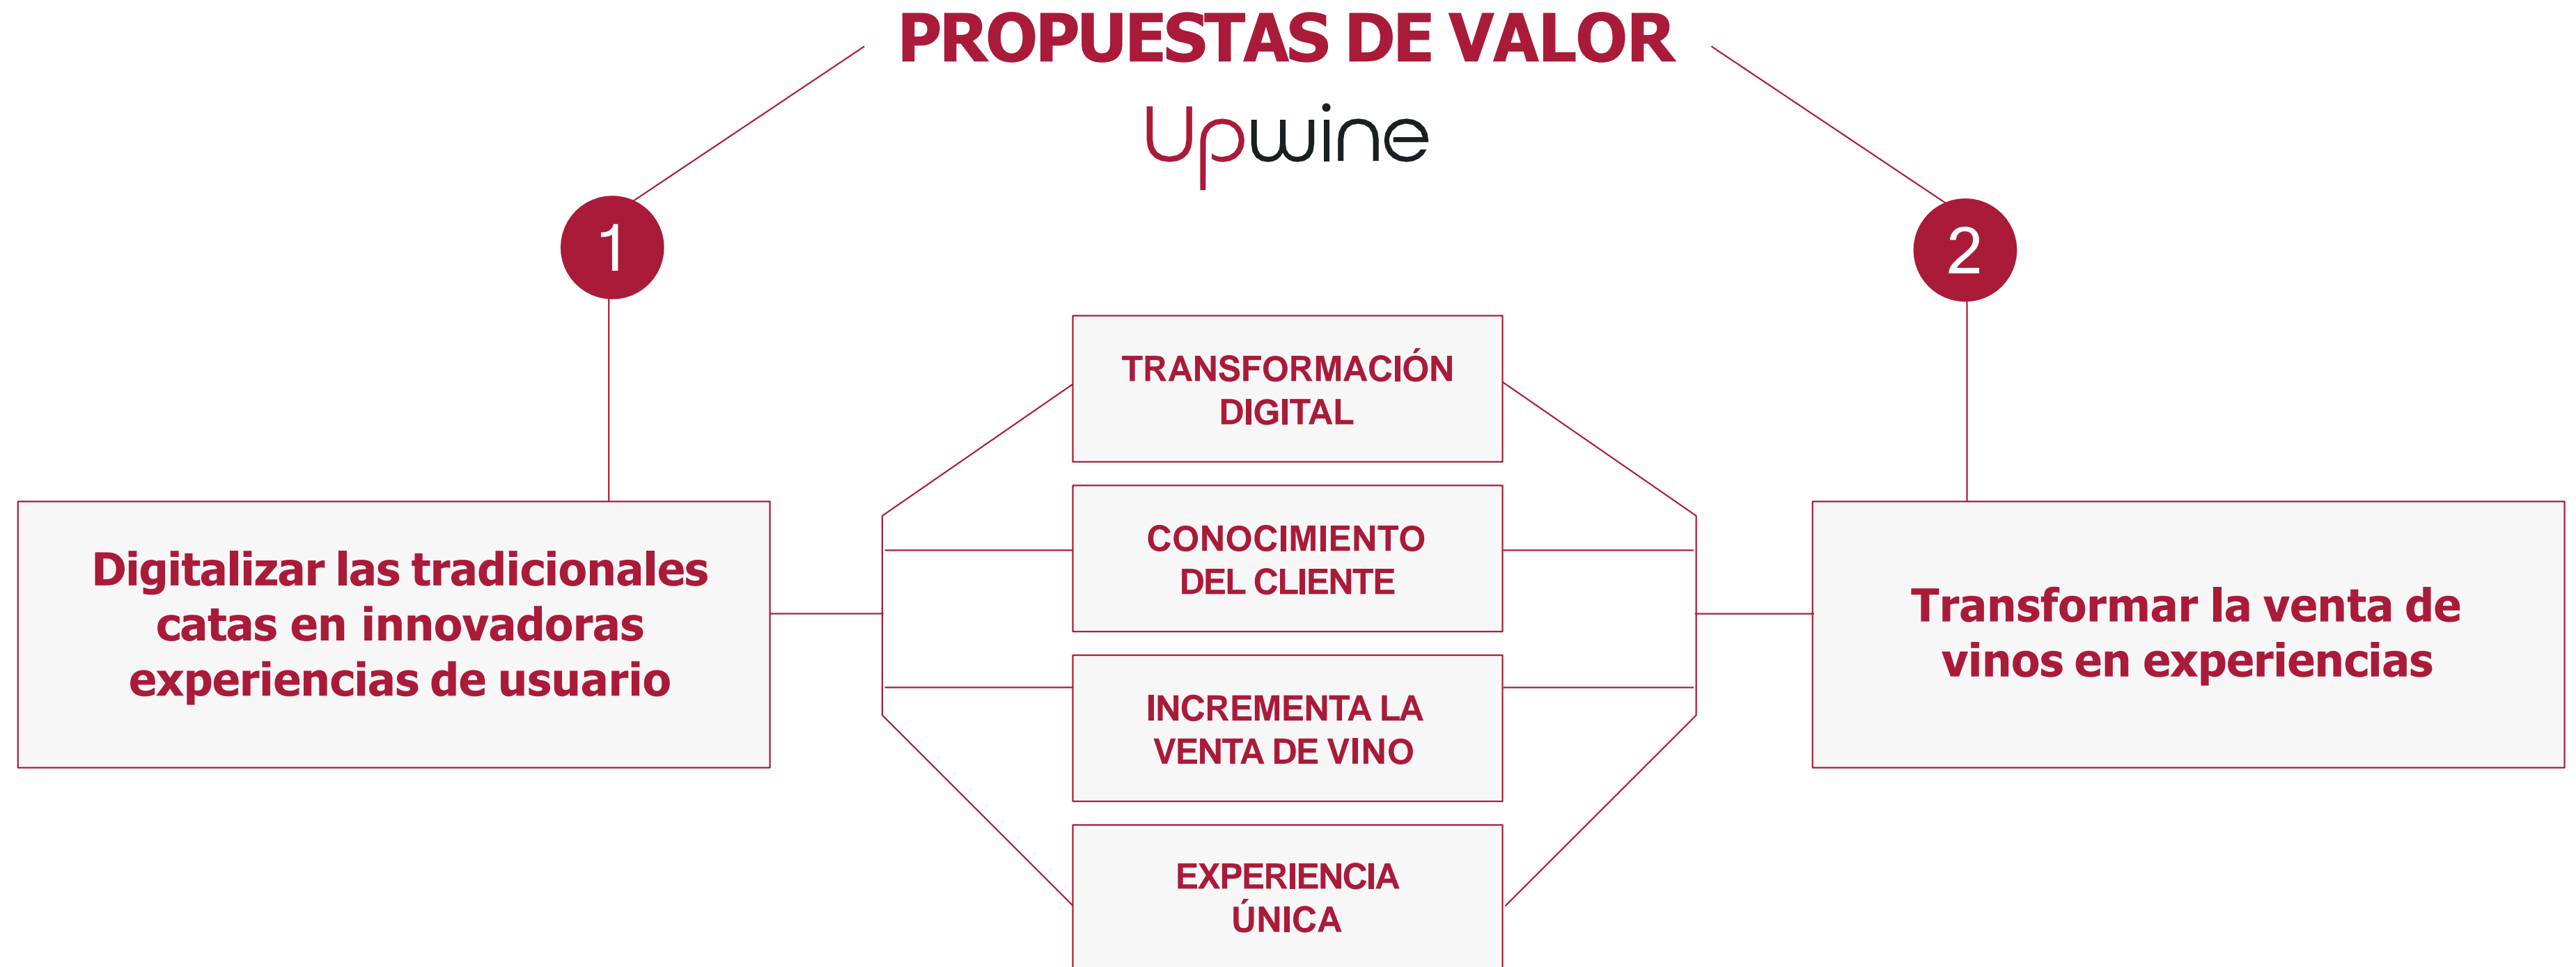 PROPUESTAS DE VALOR
Upwine
1
2
TRANSFORMACIÓN
DIGITAL
CONOCIMIENTO
DEL CLIENTE
INCREMENTA LA
VENTA DE VINO
EXPERIENCIA
ÚNICA
Digitalizar las tradicionales
catas en innovadoras
experiencias de usuario
Transformar la venta de
vinos en experiencias